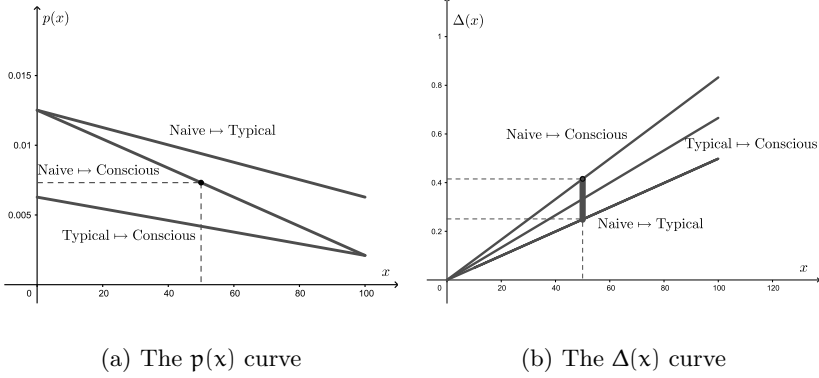 p(x)
0.015
0.01
0.005
0
20
40
60
80
100
x
Naive ↦ Typical
Naive ↦ Conscious
Typical ↦ Conscious
(a) The p(x) curve
Δ(x)
1
0.8
0.6
0.4
0.2
0
20
40
60
80
100
120
x
Naive ↦ Conscious
Typical ↦ Conscious
Naive ↦ Typical
(b) The Δ(x) curve